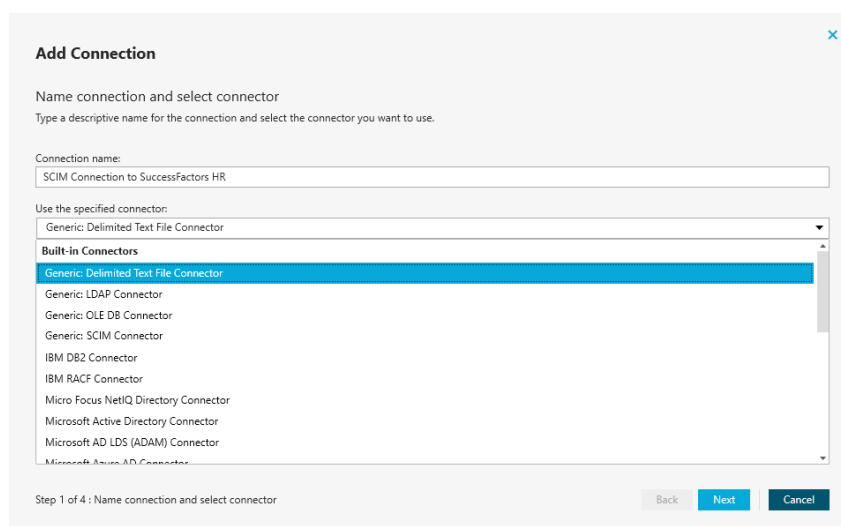 Add Connection
Name connection and select connector
Type a descriptive name for the connection and select the connector you want to use.
Connection name:
SCIM Connection to SuccessFactors HR
Use the specified connector:
Generic: Delimited Text File Connector
Built-in Connectors
Generic: Delimited Text File Connector
Generic: LDAP Connector
Generic: OLE DB Connector
Generic: SCIM Connector
IBM DB2 Connector
IBM RACF Connector
Micro Focus NetIQ Directory Connector
Microsoft Active Directory Connector
Microsoft AD LDS (ADAM) Connector
Microsoft Azure AD Connector
Step 1 of 4 : Name connection and select connector
Back
Next
Cancel